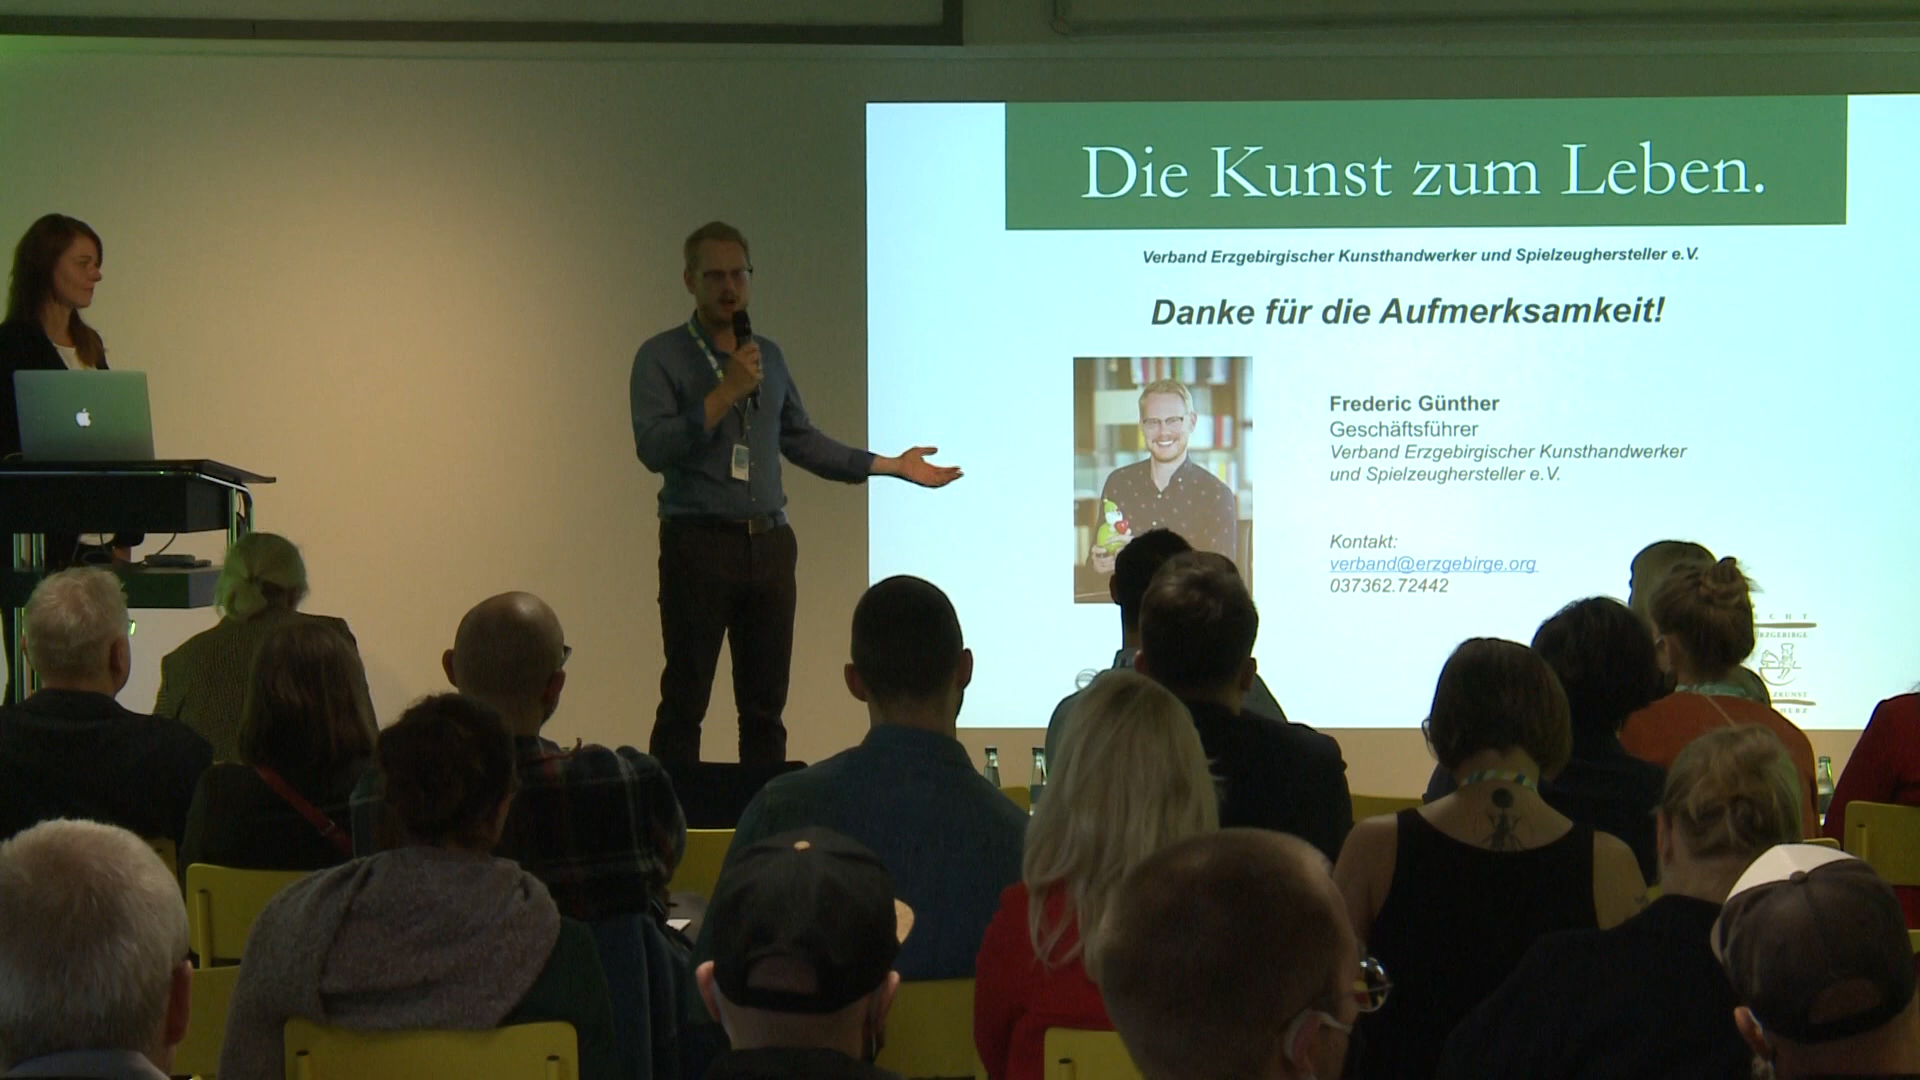 Die Kunst zum Leben.
Verband Erzgebirgischer Kunsthandwerker und Spielzeughersteller e.V.
Danke für die Aufmerksamkeit!
Frederic Günther
Geschäftsführer
Verband Erzgebirgischer Kunsthandwerker
und Spielzeughersteller e.V.
Kontakt:
verband@erzgebirge.org
037362.72442